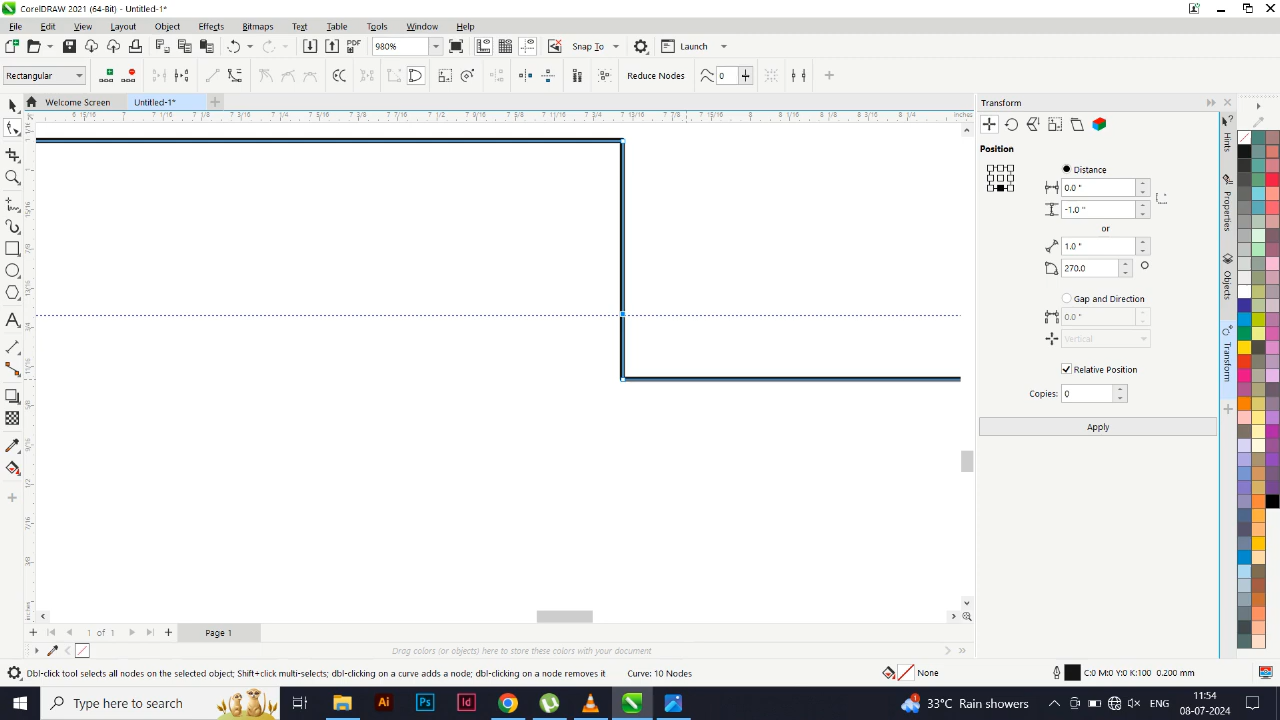 CorelDRAW 2021 (64-Bit) - Untitled-1*
File Edit View Layout Object Effects Bitmaps Text Table Tools Window Help
PDF 980% Snap To Launch
Rectangular Reduce Nodes 0
Welcome Screen Untitled-1*
Transform
inches
Position
Distance
0.0 "
-1.0 "
or
1.0 "
270.0
Gap and Direction
0.0 "
Vertical
Relative Position
Copies: 0
Apply
Hints
Properties
Objects
Transform
1 of 1 Page 1
Drag colors (or objects) here to store these colors with your document
Dbl-click tool selects all nodes on the selected object; Shift+click multi-selects; dbl-clicking on a curve adds a node; dbl-clicking on a node removes it Curve: 10 Nodes None C:0 M:0 Y:0 K:100 0.200 mm
Type here to search Ai Ps Id 33°C Rain showers ENG 11:54
08-07-2024